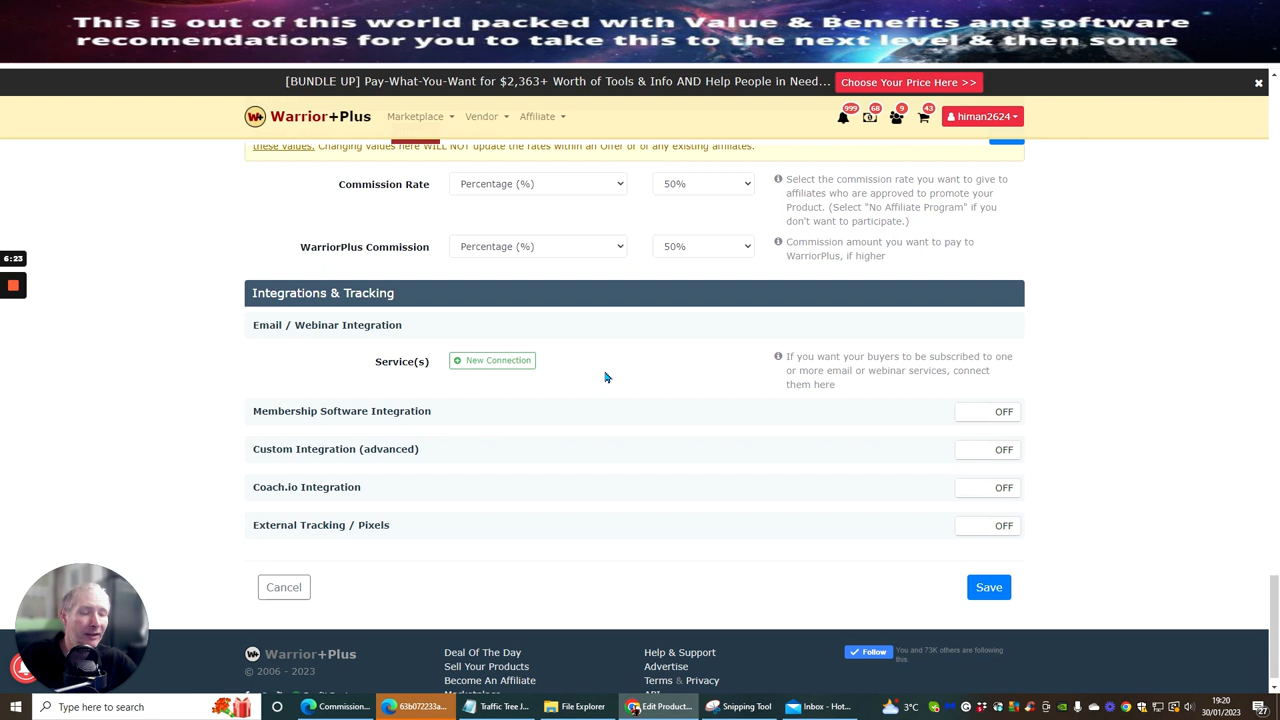 This is out of this world packed with Value & Benefits and software
recomendations for you to take this to the next level & then some
[BUNDLE UP] Pay-What-You-Want for $2,363+ Worth of Tools & Info AND Help People in Need...
Choose Your Price Here >>
Warrior+Plus
Marketplace
Vendor
Affiliate
999
68
9
43
himan2624
these values. Changing values here WILL NOT update the rates within an Offer or or any existing affiliates.
Commission Rate
Percentage (%)
50%
Select the commission rate you want to give to
affiliates who are approved to promote your
Product. (Select "No Affiliate Program" if you
don't want to participate.)
WarriorPlus Commission
Percentage (%)
50%
Commission amount you want to pay to
WarriorPlus, if higher
6:23
Integrations & Tracking
Email / Webinar Integration
Service(s)
New Connection
If you want your buyers to be subscribed to one
or more email or webinar services, connect
them here
Membership Software Integration
OFF
Custom Integration (advanced)
OFF
Coach.io Integration
OFF
External Tracking / Pixels
OFF
Cancel
Save
Warrior+Plus
© 2006 - 2023
Deal Of The Day
Sell Your Products
Become An Affiliate
Help & Support
Advertise
Terms & Privacy
Follow
You and 73K others are following
this.
Type here to search
Commission...
63b072233a...
Traffic Tree J...
File Explorer
Edit Product...
Snipping Tool
Inbox - Hot...
3°C
19:20
30/01/2023